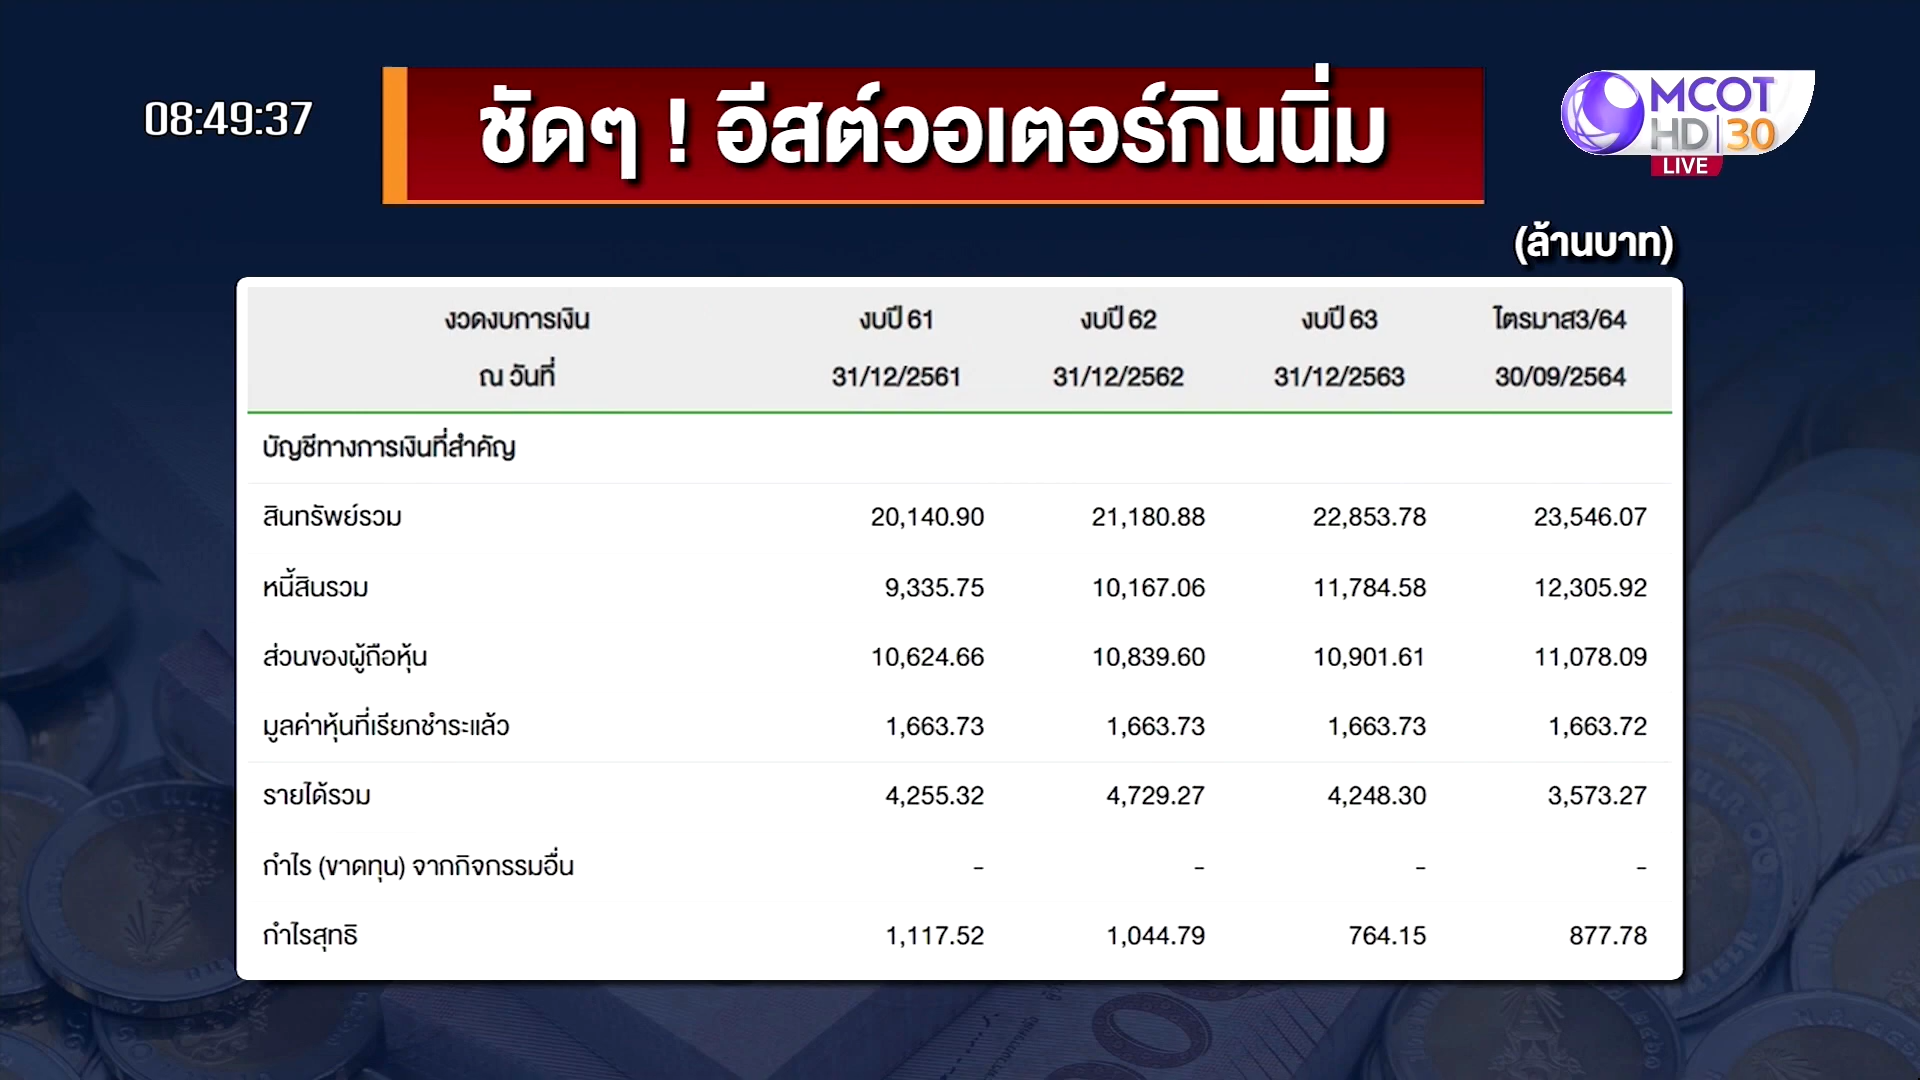 08:49:37
ชัดๆ ! อีสต์วอเตอร์กินนิ่ม
MCOT
HD 30
LIVE
(ล้านบาท)
งวดงบการเงิน งบปี 61 งบปี 62 งบปี 63 ไตรมาส3/64
ณ วันที่ 31/12/2561 31/12/2562 31/12/2563 30/09/2564
บัญชีทางการเงินที่สำคัญ
สินทรัพย์รวม 20,140.90 21,180.88 22,853.78 23,546.07
หนี้สินรวม 9,335.75 10,167.06 11,784.58 12,305.92
ส่วนของผู้ถือหุ้น 10,624.66 10,839.60 10,901.61 11,078.09
มูลค่าหุ้นที่เรียกชำระแล้ว 1,663.73 1,663.73 1,663.73 1,663.72
รายได้รวม 4,255.32 4,729.27 4,248.30 3,573.27
กำไร (ขาดทุน) จากกิจกรรมอื่น - - - -
กำไรสุทธิ 1,117.52 1,044.79 764.15 877.78